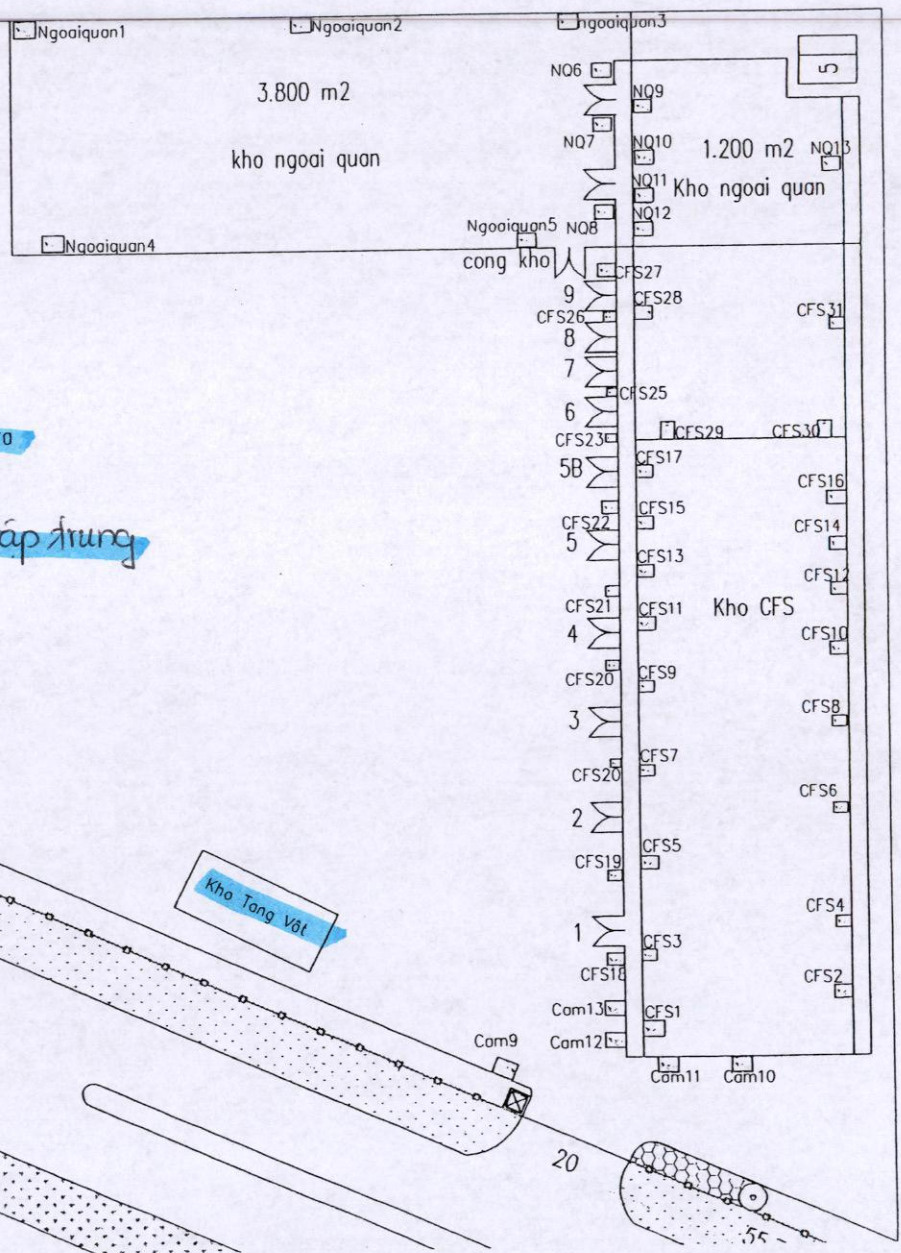 Ngoaiquan1
Ngoaiquan2
ngoaiquan3
5
NQ6
3.800 m2
NQ9
NQ7
NQ10
1.200 m2
NQ13
kho ngoai quan
NQ11
Kho ngoai quan
NQ8
NQ12
Ngoaiquan4
Ngoaiquan5
cong kho
CFS27
9
CFS28
CFS26
CFS31
8
7
CFS25
6
CFS23
CFS29
CFS30
5B
CFS17
CFS16
CFS22
CFS15
CFS14
5
CFS13
CFS12
CFS21
CFS11
Kho CFS
4
CFS10
CFS20
CFS9
3
CFS8
CFS20
CFS7
CFS6
2
CFS19
CFS5
Kho Tang Vật
CFS4
1
CFS3
CFS18
CFS2
Cam13
CFS1
Cam12
Cam9
Cam11
Cam10
20
55